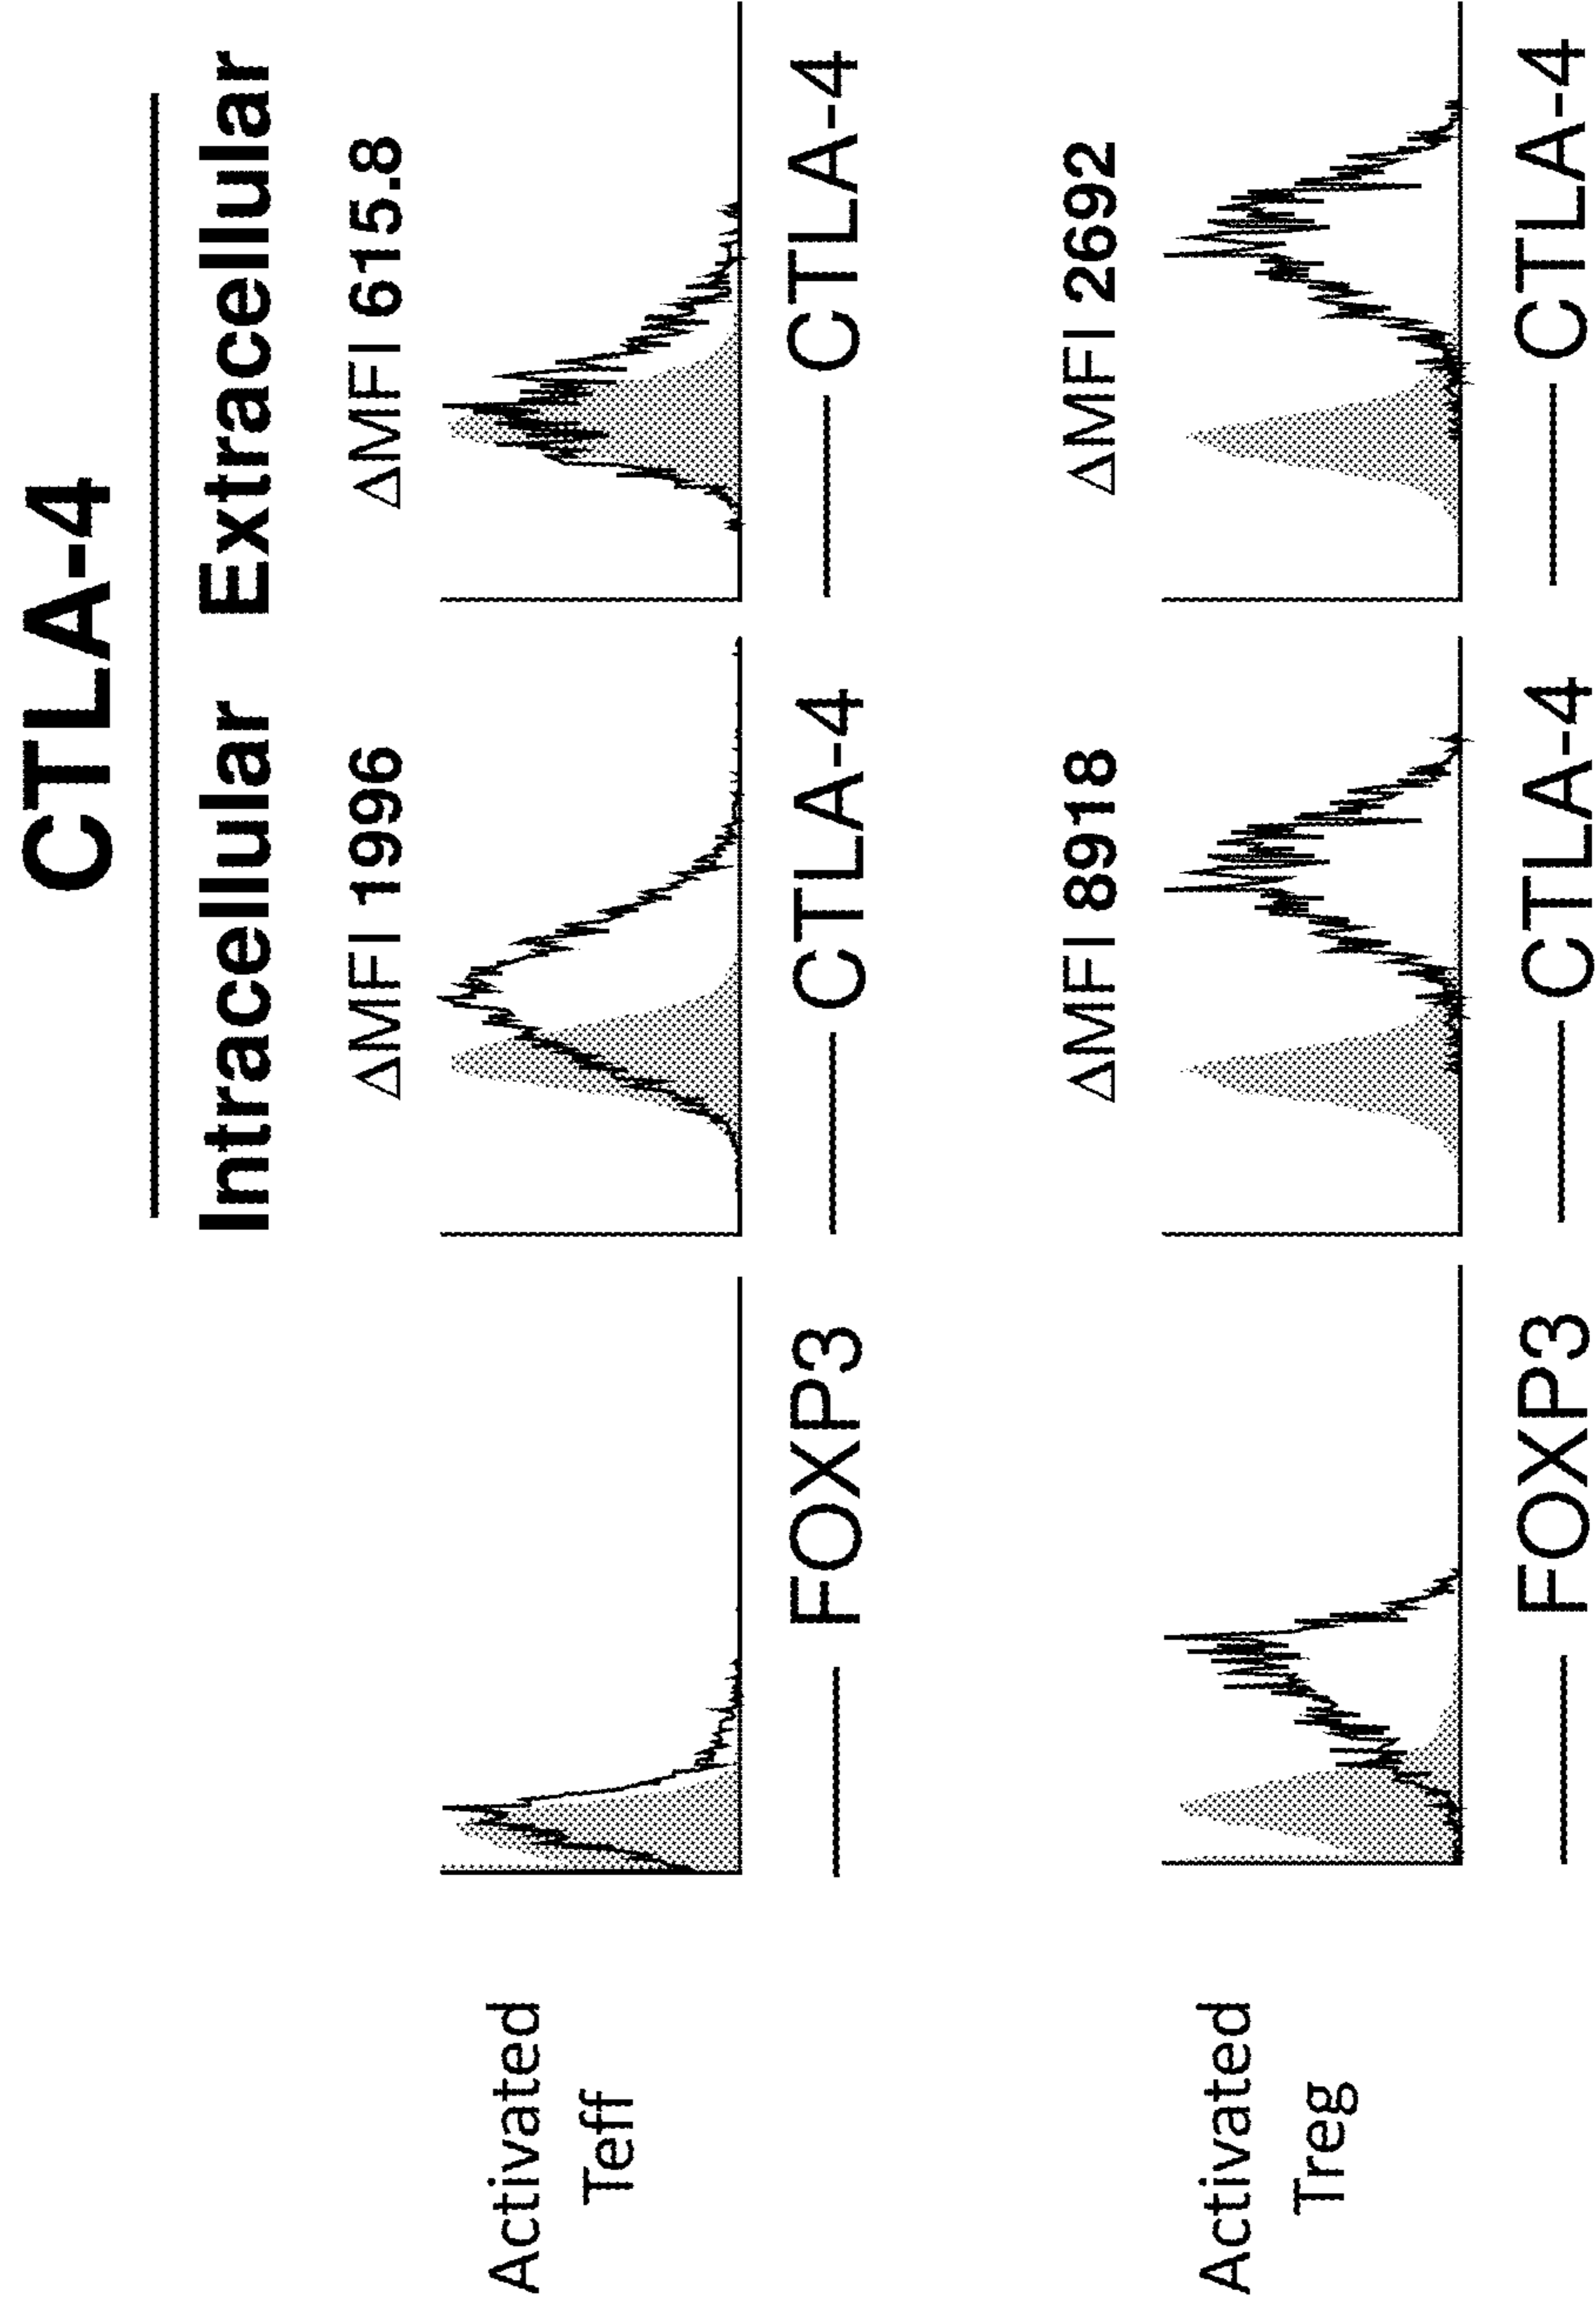 CTLA-4
Intracellular Extracellular
ΔMFI 1996 ΔMFI 615.8
Activated
Teff
FOXP3 CTLA-4 CTLA-4
ΔMFI 8918 ΔMFI 2692
Activated
Treg
FOXP3 CTLA-4 CTLA-4